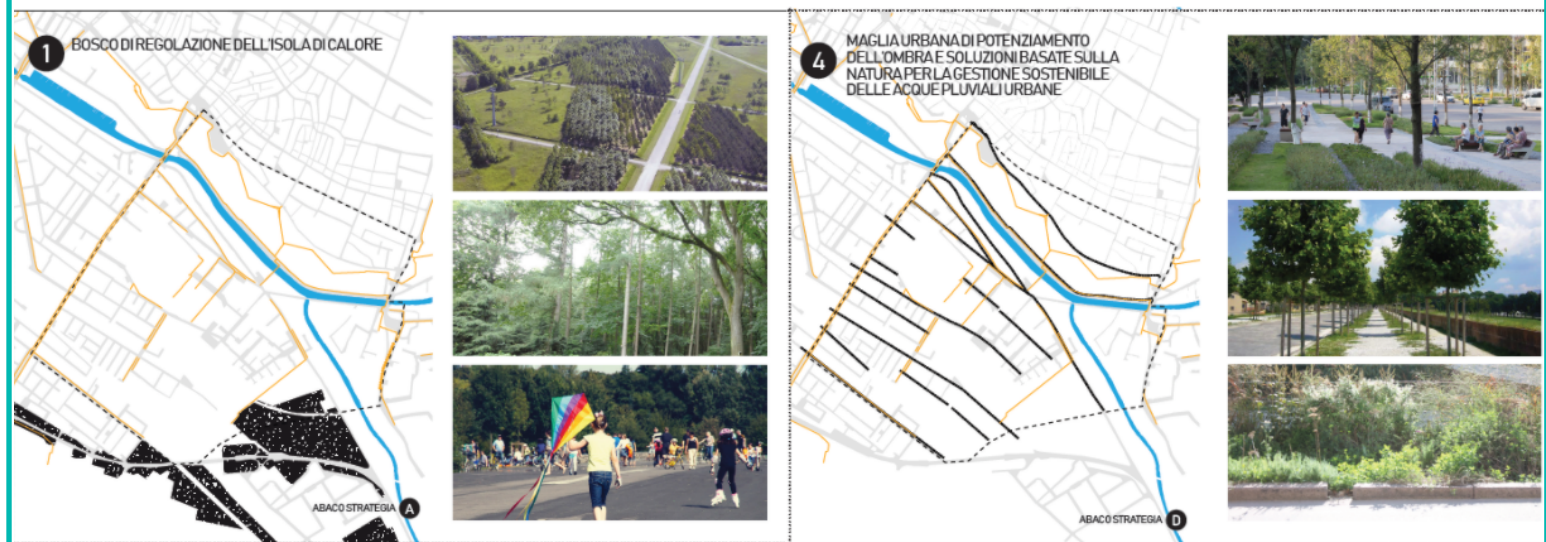 1
BOSCO DI REGOLAZIONE DELL'ISOLA DI CALORE
ABACO STRATEGIA A
4
MAGLIA URBANA DI POTENZIAMENTO
DELL'OMBRA E SOLUZIONI BASATE SULLA
NATURA PER LA GESTIONE SOSTENIBILE
DELLE ACQUE PLUVIALI URBANE
ABACO STRATEGIA D